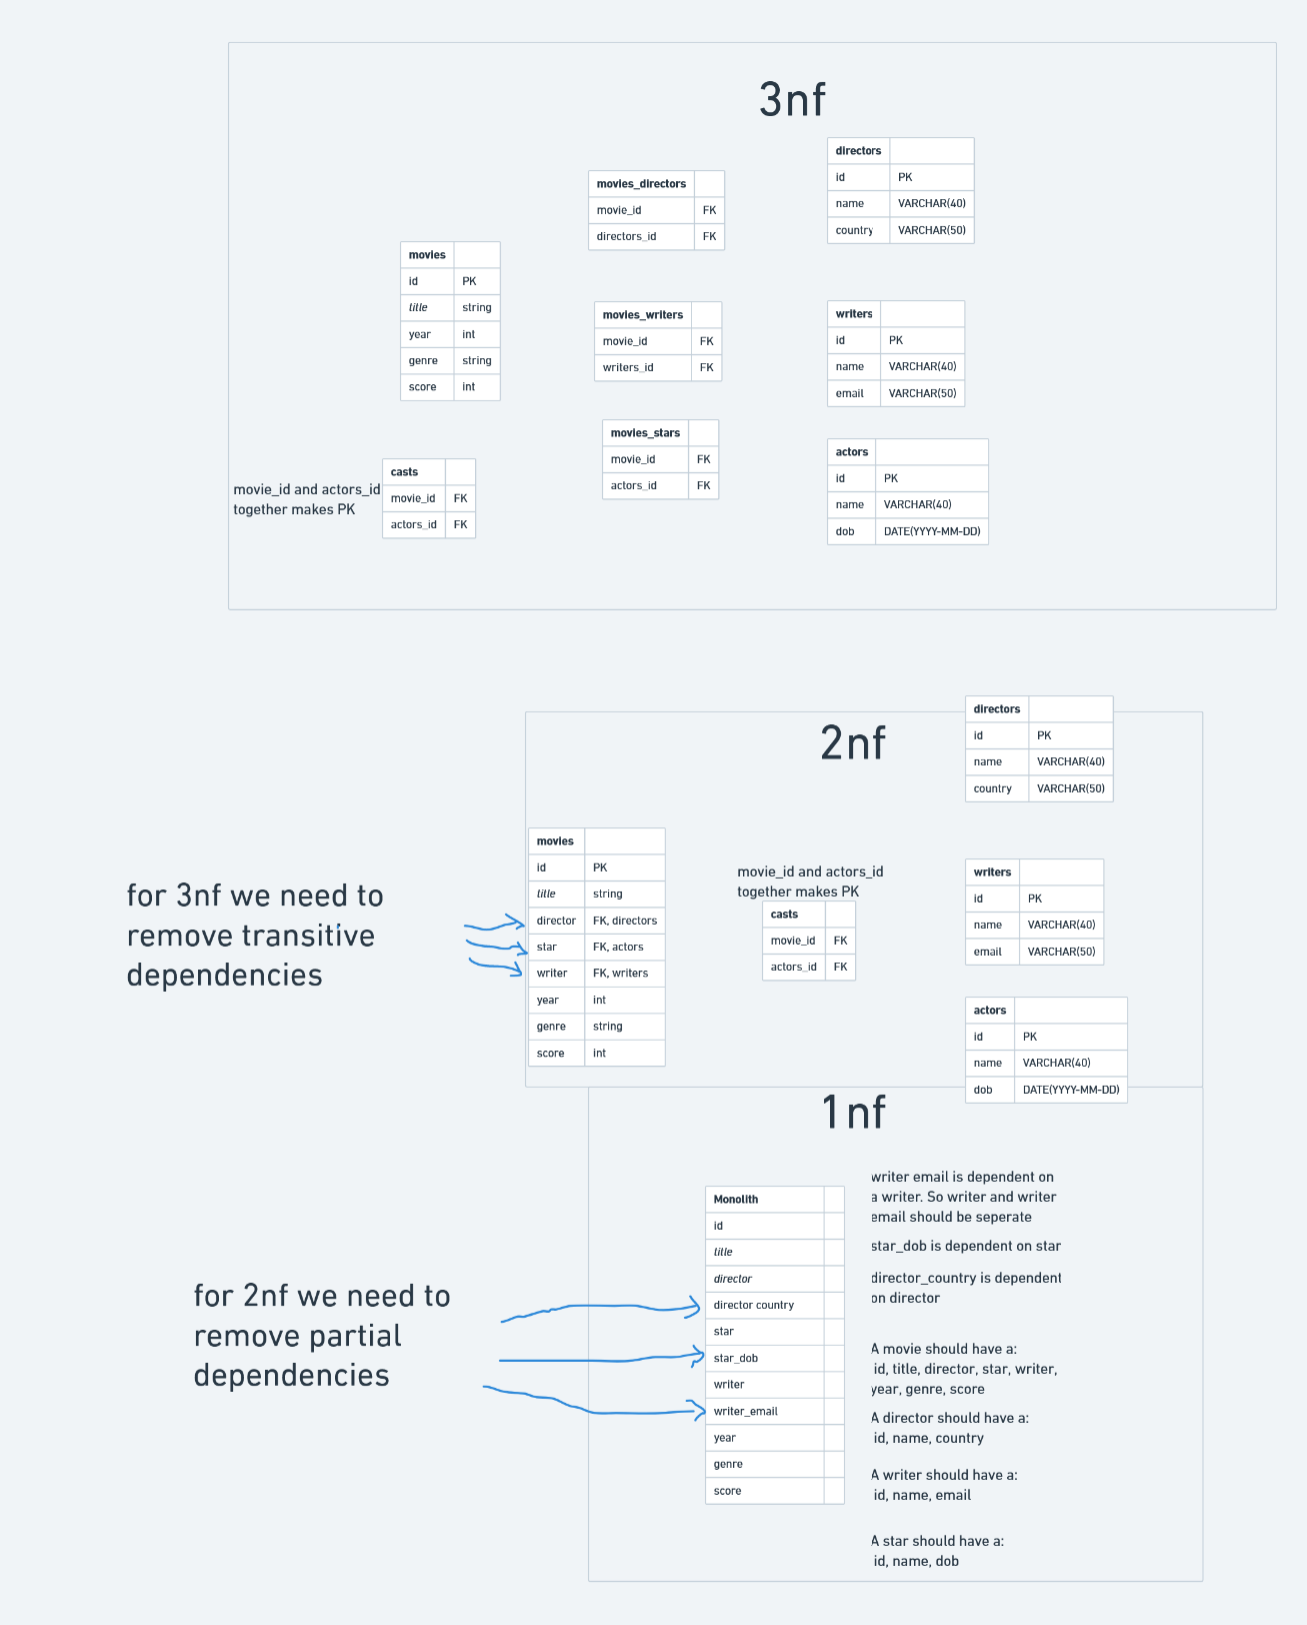 3nf
directors
id PK
name VARCHAR(40)
country VARCHAR(50)
movies_directors
movie_id FK
directors_id FK
movies
id PK
litle string
year int
genre string
score int
movies_writers
movie_id FK
writers_id FK
writers
id PK
name VARCHAR(40)
email VARCHAR(50)
movies_stars
movie_id FK
actors_id FK
actors
id PK
name VARCHAR(40)
dob DATE(YYYY-MM-DD)
movie_id and actors_id
together makes PK
casts
movie_id FK
actors_id FK
2nf
directors
id PK
name VARCHAR(40)
country VARCHAR(50)
for 3nf we need to
remove transitive
dependencies
movies
id PK
litle string
director FK, directors
star FK, actors
writer FK, writers
year int
genre string
score int
movie_id and actors_id
together makes PK
casts
movie_id FK
actors_id FK
writers
id PK
name VARCHAR(40)
email VARCHAR(50)
actors
id PK
name VARCHAR(40)
dob DATE(YYYY-MM-DD)
1nf
for 2nf we need to
remove partial
dependencies
Monolith
id
litle
director
director country
star
star_dob
writer
writer_email
year
genre
score
writer email is dependent on
a writer. So writer and writer
email should be seperate
star_dob is dependent on star
director_country is dependent
on director
A movie should have a:
id, title, director, star, writer,
year, genre, score
A director should have a:
id, name, country
A writer should have a:
id, name, email
A star should have a:
id, name, dob